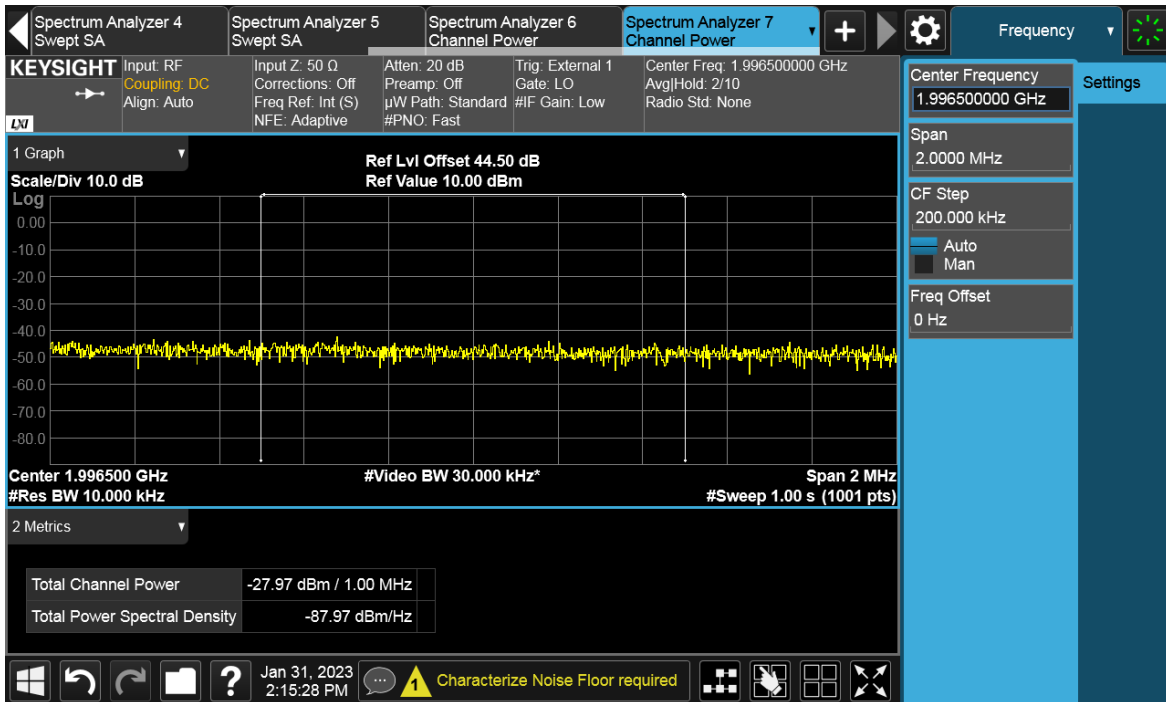 Spectrum Analyzer 4
Swept SA
Spectrum Analyzer 5
Swept SA
Spectrum Analyzer 6
Channel Power
Spectrum Analyzer 7
Channel Power
Frequency
KEYSIGHT
LXI
Input: RF
Coupling: DC
Align: Auto
Input Z: 50 Ω
Corrections: Off
Freq Ref: Int (S)
NFE: Adaptive
Atten: 20 dB
Preamp: Off
µW Path: Standard
#PNO: Fast
Trig: External 1
Gate: LO
#IF Gain: Low
Center Freq: 1.996500000 GHz
Avg|Hold: 2/10
Radio Std: None
Center Frequency
1.996500000 GHz
Settings
Span
2.0000 MHz
CF Step
200.000 kHz
Auto
Man
Freq Offset
0 Hz
1 Graph
Scale/Div 10.0 dB
Ref Lvl Offset 44.50 dB
Ref Value 10.00 dBm
Log
0.00
-10.0
-20.0
-30.0
-40.0
-50.0
-60.0
-70.0
-80.0
Center 1.996500 GHz
#Video BW 30.000 kHz*
Span 2 MHz
#Res BW 10.000 kHz
#Sweep 1.00 s (1001 pts)
2 Metrics
Total Channel Power -27.97 dBm / 1.00 MHz
Total Power Spectral Density -87.97 dBm/Hz
Jan 31, 2023
2:15:28 PM
1
Characterize Noise Floor required